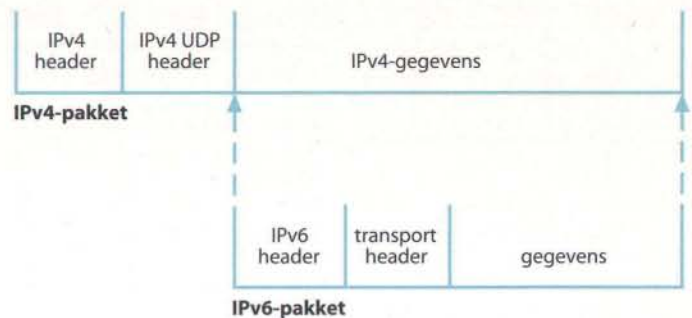 IPv4
header
IPv4 UDP
header
IPv4-gegevens
IPv4-pakket
IPv6
header
transport
header
gegevens
IPv6-pakket